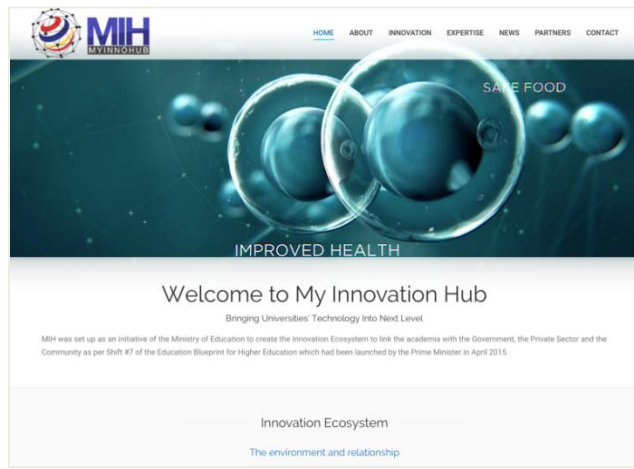 MIH
MYINNOHUB
HOME ABOUT INNOVATION EXPERTISE NEWS PARTNERS CONTACT
SAFE FOOD
IMPROVED HEALTH
Welcome to My Innovation Hub
Bringing Universities' Technology Into Next Level
MIH was set up as an initiative of the Ministry of Education to create the Innovation Ecosystem to link the academia with the Government, the Private Sector and the
Community as per Shift #7 of the Education Blueprint for Higher Education which had been launched by the Prime Minister in April 2015.
Innovation Ecosystem
The environment and relationship